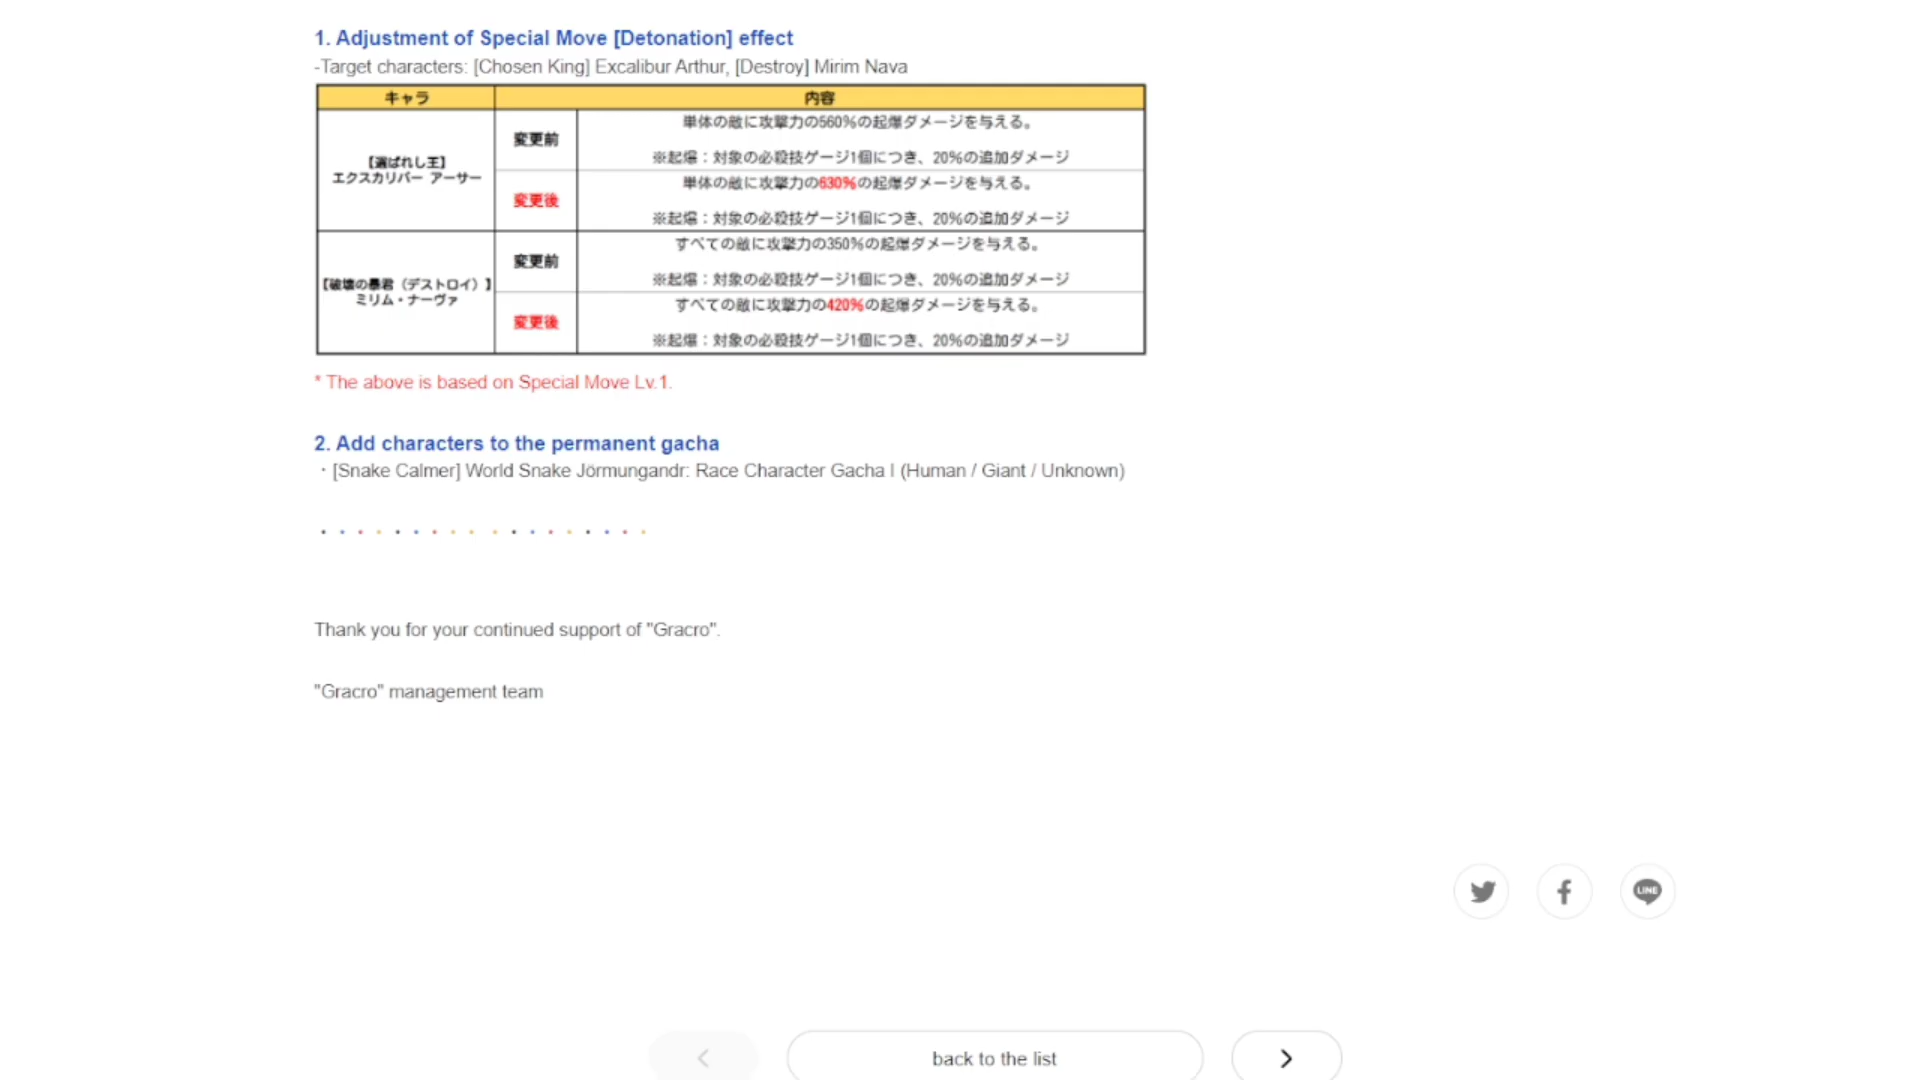 1. Adjustment of Special Move [Detonation] effect
-Target characters: [Chosen King] Excalibur Arthur, [Destroy] Mirim Nava
キャラ 内容
【選ばれし王】
エクスカリバー アーサー
変更前
単体の敵に攻撃力の560%の起爆ダメージを与える。
※起爆：対象の必殺技ゲージ1個につき、20%の追加ダメージ
変更後
単体の敵に攻撃力の630%の起爆ダメージを与える。
※起爆：対象の必殺技ゲージ1個につき、20%の追加ダメージ
【破壊の暴君（デストロイ）】
ミリム・ナーヴァ
変更前
すべての敵に攻撃力の350%の起爆ダメージを与える。
※起爆：対象の必殺技ゲージ1個につき、20%の追加ダメージ
変更後
すべての敵に攻撃力の420%の起爆ダメージを与える。
※起爆：対象の必殺技ゲージ1個につき、20%の追加ダメージ
* The above is based on Special Move Lv.1.
2. Add characters to the permanent gacha
・[Snake Calmer] World Snake Jörmungandr: Race Character Gacha I (Human / Giant / Unknown)
Thank you for your continued support of "Gracro".
"Gracro" management team
LINE
back to the list